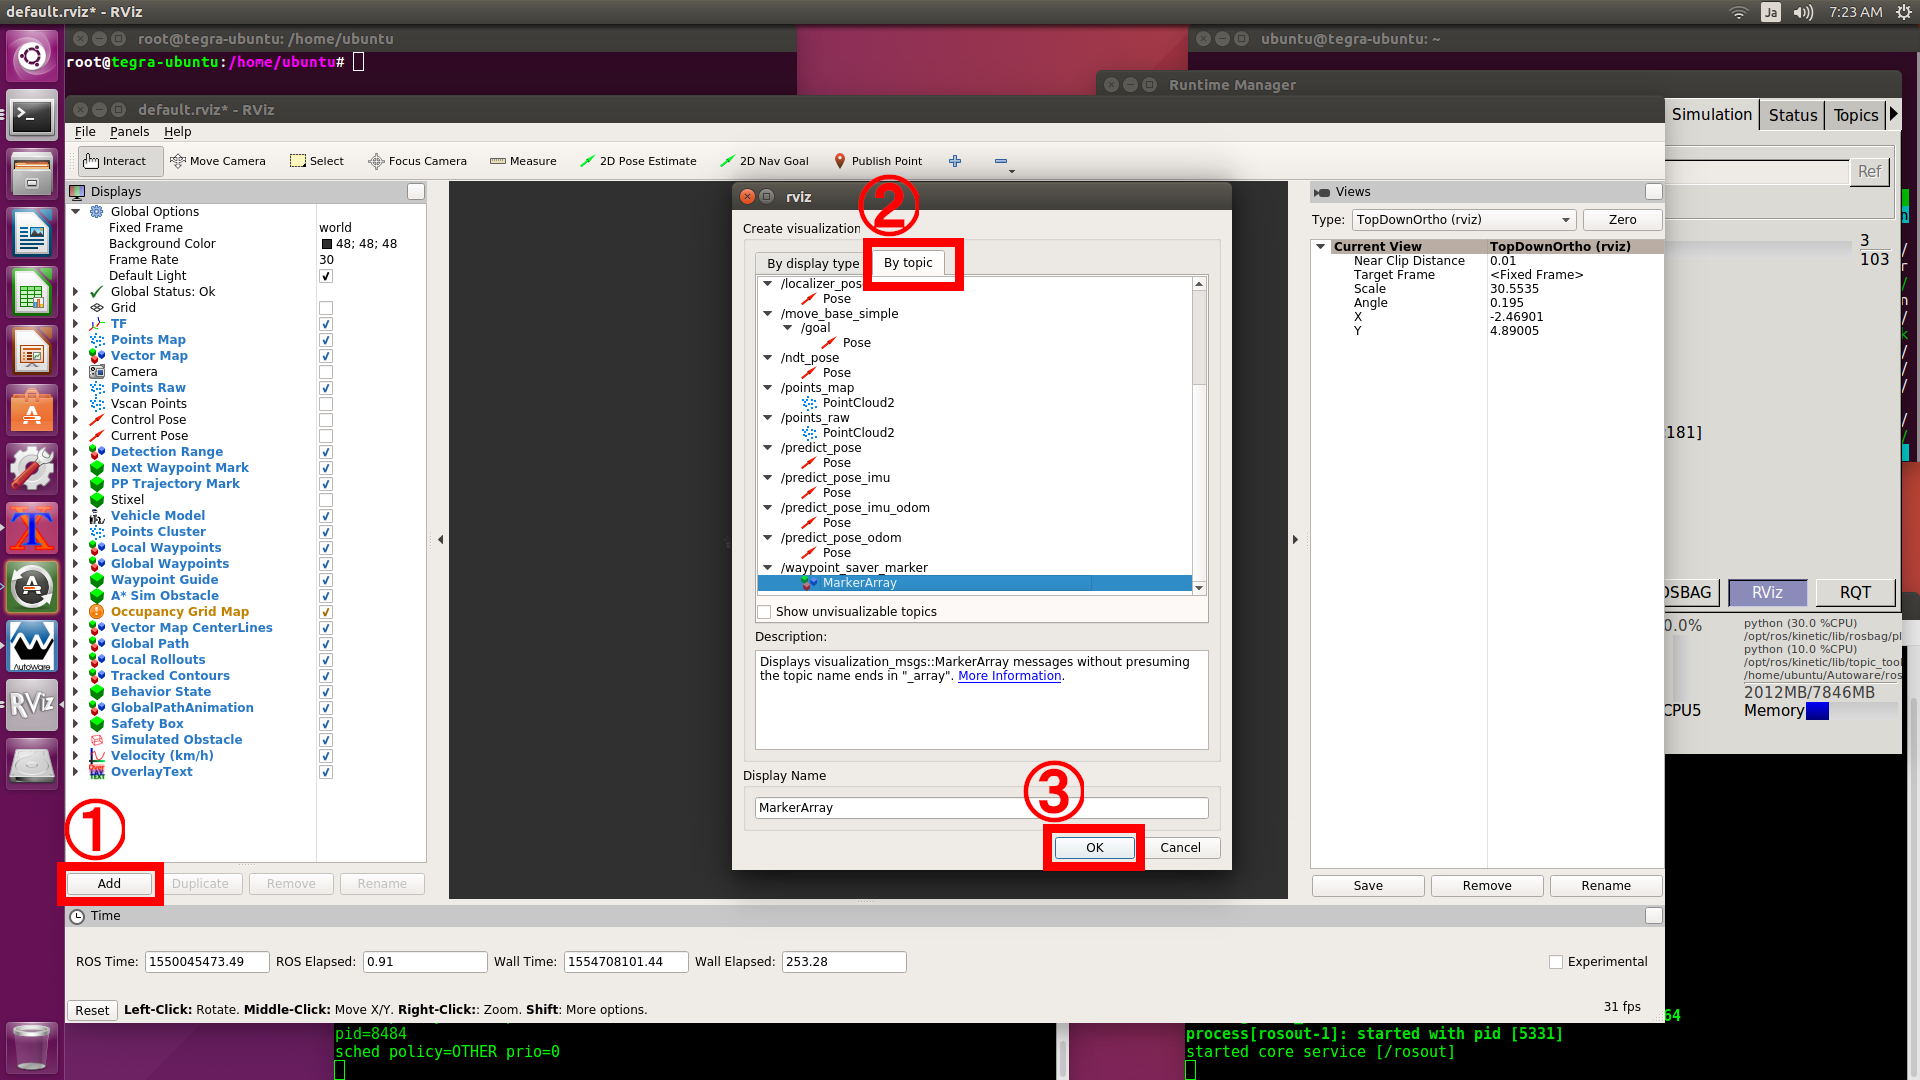 default.rviz* - RViz
Ja
7:23 AM
root@tegra-ubuntu: /home/ubuntu
ubuntu@tegra-ubuntu: ~
root@tegra-ubuntu:/home/ubuntu#
Runtime Manager
default.rviz* - RViz
File Panels Help
Simulation Status Topics
Interact Move Camera Select Focus Camera Measure 2D Pose Estimate 2D Nav Goal Publish Point
Ref
Displays
Global Options
Fixed Frame world
Background Color 48; 48; 48
Frame Rate 30
Default Light
Global Status: Ok
Grid
TF
Points Map
Vector Map
Camera
Points Raw
Vscan Points
Control Pose
Current Pose
Detection Range
Next Waypoint Mark
PP Trajectory Mark
Stixel
Vehicle Model
Points Cluster
Local Waypoints
Global Waypoints
Waypoint Guide
A* Sim Obstacle
Occupancy Grid Map
Vector Map CenterLines
Global Path
Local Rollouts
Tracked Contours
Behavior State
GlobalPathAnimation
Safety Box
Simulated Obstacle
Velocity (km/h)
OverlayText
①
Add Duplicate Remove Rename
rviz
②
Create visualization
By display type By topic
/localizer_pose
Pose
/move_base_simple
/goal
Pose
/ndt_pose
Pose
/points_map
PointCloud2
/points_raw
PointCloud2
/predict_pose
Pose
/predict_pose_imu
Pose
/predict_pose_imu_odom
Pose
/predict_pose_odom
Pose
/waypoint_saver_marker
MarkerArray
Show unvisualizable topics
Description:
Displays visualization_msgs::MarkerArray messages without presuming
the topic name ends in "_array". More Information.
Display Name
③
MarkerArray
OK Cancel
Views
Type: TopDownOrtho (rviz) Zero
Current View TopDownOrtho (rviz)
Near Clip Distance 0.01
Target Frame <Fixed Frame>
Scale 30.5535
Angle 0.195
X -2.46901
Y 4.89005
Save Remove Rename
3
103
181]
OSBAG RViz RQT
0.0%
python (30.0 %CPU)
/opt/ros/kinetic/lib/rosbag/pl
python (10.0 %CPU)
/opt/ros/kinetic/lib/topic_tool
/home/ubuntu/Autoware/ros
2012MB/7846MB
CPU5 Memory
AutoWare
RViz
Time
ROS Time: 1550045473.49 ROS Elapsed: 0.91 Wall Time: 1554708101.44 Wall Elapsed: 253.28 Experimental
Reset Left-Click: Rotate. Middle-Click: Move X/Y. Right-Click:: Zoom. Shift: More options. 31 fps
pid=8484
sched policy=OTHER prio=0
64
process[rosout-1]: started with pid [5331]
started core service [/rosout]